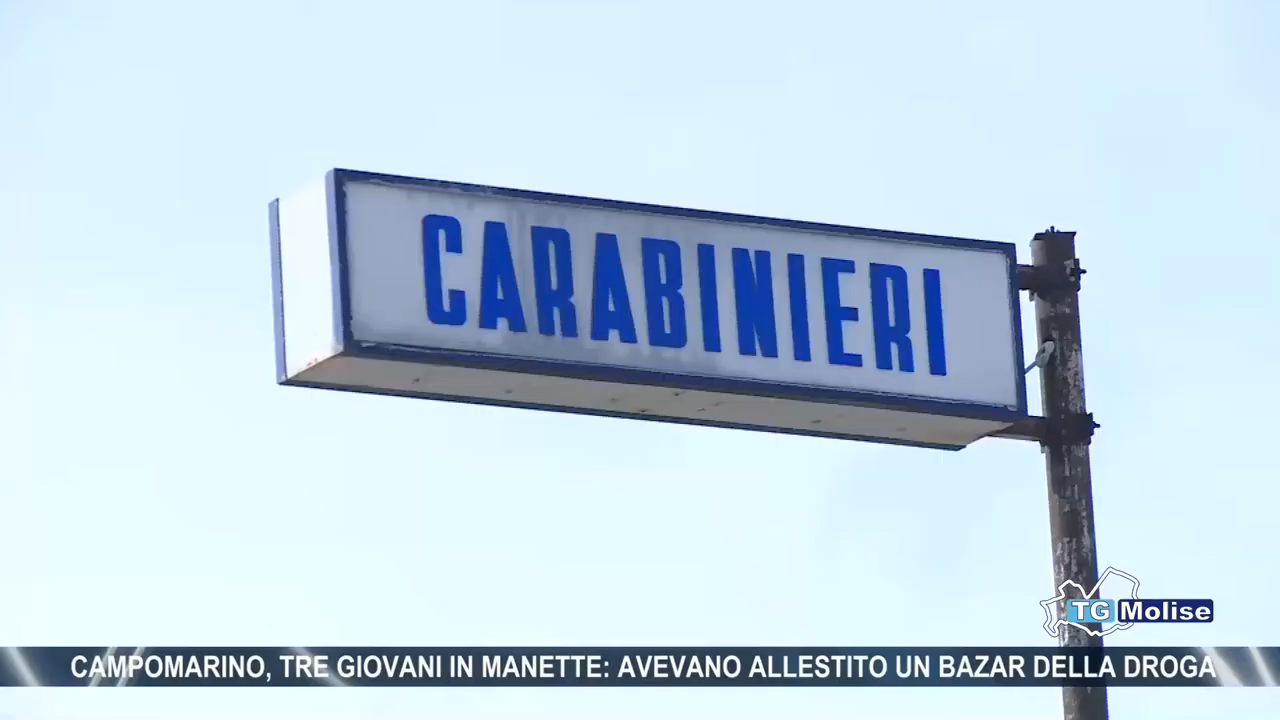 CARABINIERI
TG Molise
CAMPOMARINO, TRE GIOVANI IN MANETTE: AVEVANO ALLESTITO UN BAZAR DELLA DROGA